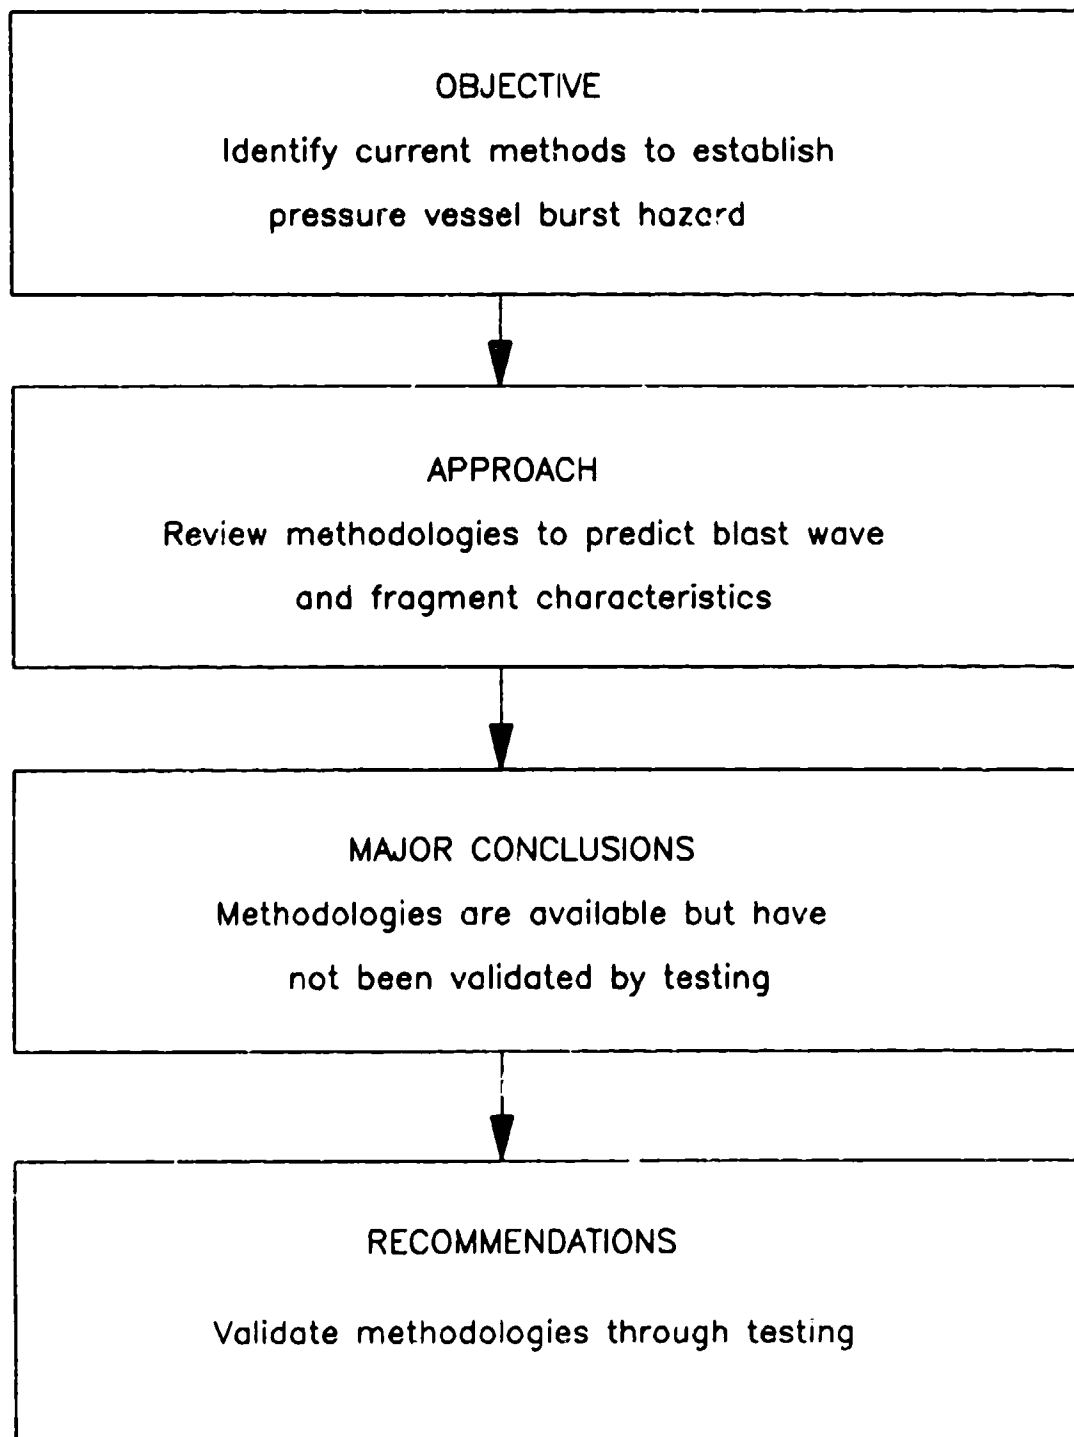 OBJECTIVE
Identify current methods to establish
pressure vessel burst hazard
APPROACH
Review methodologies to predict blast wave
and fragment characteristics
MAJOR CONCLUSIONS
Methodologies are available but have
not been validated by testing
RECOMMENDATIONS
Validate methodologies through testing